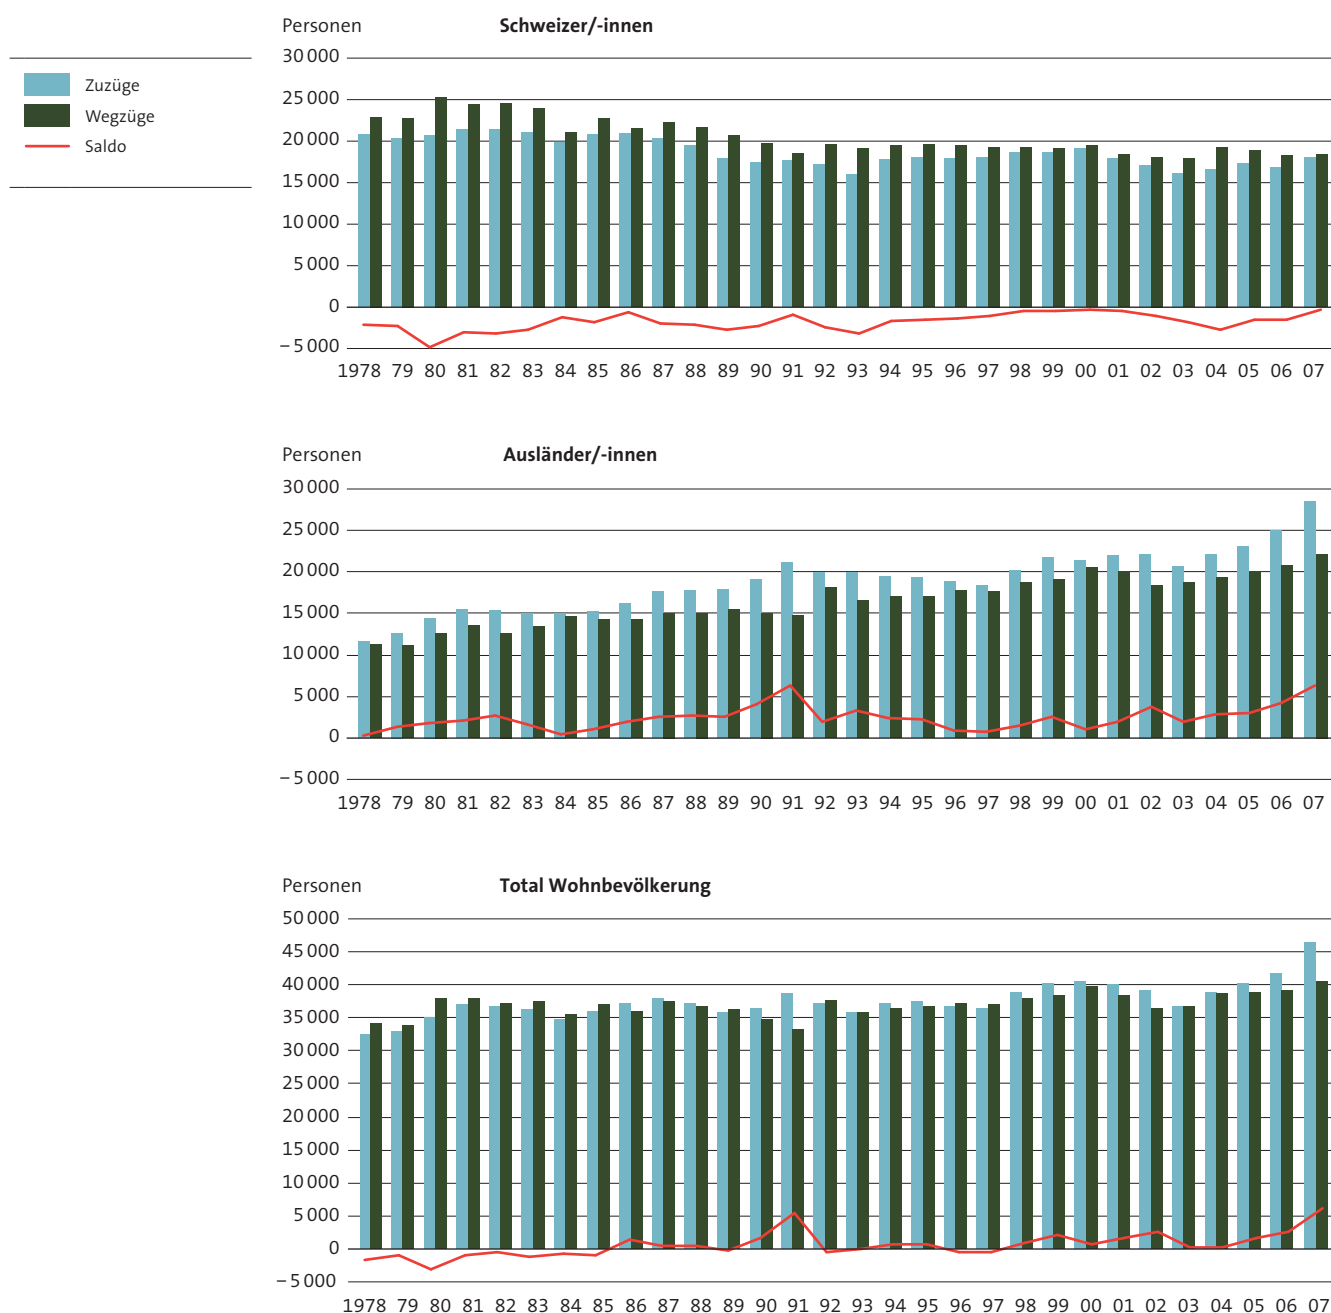 Zuzüge
Wegzüge
Saldo
Personen Schweizer/-innen
30 000
25 000
20 000
15 000
10 000
5 000
0
– 5 000
1978 79 80 81 82 83 84 85 86 87 88 89 90 91 92 93 94 95 96 97 98 99 00 01 02 03 04 05 06 07
Personen Ausländer/-innen
30 000
25 000
20 000
15 000
10 000
5 000
0
– 5 000
1978 79 80 81 82 83 84 85 86 87 88 89 90 91 92 93 94 95 96 97 98 99 00 01 02 03 04 05 06 07
Personen Total Wohnbevölkerung
50 000
45 000
40 000
35 000
30 000
25 000
20 000
15 000
10 000
5 000
0
– 5 000
1978 79 80 81 82 83 84 85 86 87 88 89 90 91 92 93 94 95 96 97 98 99 00 01 02 03 04 05 06 07